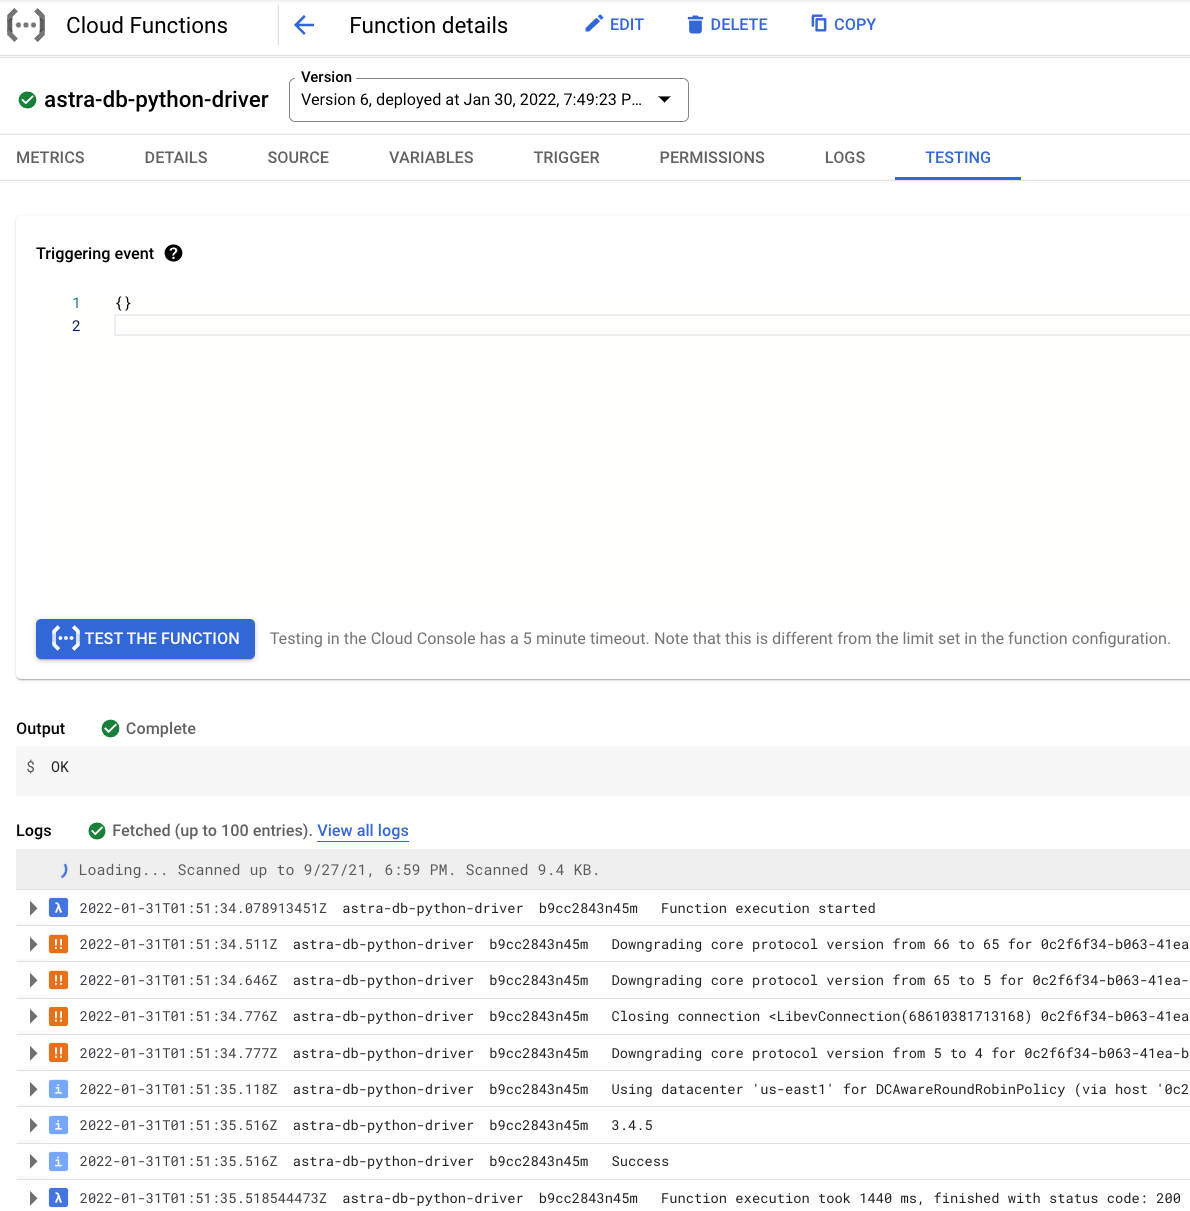 Cloud Functions
Function details
EDIT
DELETE
COPY
astra-db-python-driver
Version
Version 6, deployed at Jan 30, 2022, 7:49:23 P...
METRICS DETAILS SOURCE VARIABLES TRIGGER PERMISSIONS LOGS TESTING
Triggering event ?
1 {}
2
TEST THE FUNCTION
Testing in the Cloud Console has a 5 minute timeout. Note that this is different from the limit set in the function configuration.
Output Complete
$ OK
Logs Fetched (up to 100 entries). View all logs
Loading... Scanned up to 9/27/21, 6:59 PM. Scanned 9.4 KB.
λ 2022-01-31T01:51:34.078913451Z astra-db-python-driver b9cc2843n45m Function execution started
!! 2022-01-31T01:51:34.511Z astra-db-python-driver b9cc2843n45m Downgrading core protocol version from 66 to 65 for 0c2f6f34-b063-41ea
!! 2022-01-31T01:51:34.646Z astra-db-python-driver b9cc2843n45m Downgrading core protocol version from 65 to 5 for 0c2f6f34-b063-41ea-
!! 2022-01-31T01:51:34.776Z astra-db-python-driver b9cc2843n45m Closing connection <LibevConnection(68610381713168) 0c2f6f34-b063-41ea
!! 2022-01-31T01:51:34.777Z astra-db-python-driver b9cc2843n45m Downgrading core protocol version from 5 to 4 for 0c2f6f34-b063-41ea-b
i 2022-01-31T01:51:35.118Z astra-db-python-driver b9cc2843n45m Using datacenter 'us-east1' for DCAwareRoundRobinPolicy (via host '0c2
i 2022-01-31T01:51:35.516Z astra-db-python-driver b9cc2843n45m 3.4.5
i 2022-01-31T01:51:35.516Z astra-db-python-driver b9cc2843n45m Success
λ 2022-01-31T01:51:35.518544473Z astra-db-python-driver b9cc2843n45m Function execution took 1440 ms, finished with status code: 200